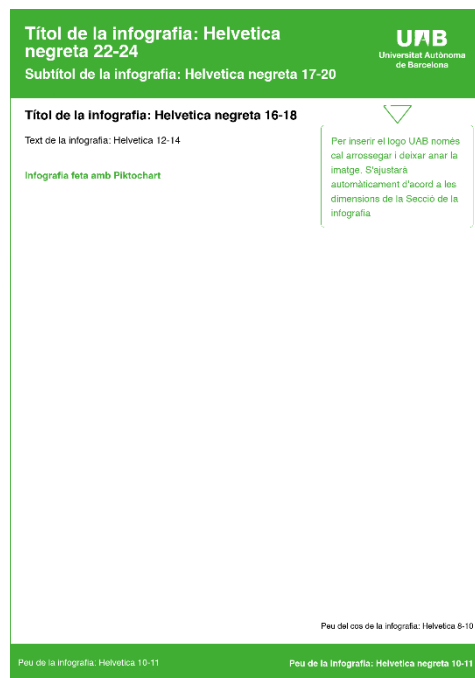 Títol de la infografia: Helvetica
negreta 22-24
Subtítol de la infografia: Helvetica negreta 17-20
UAB
Universitat Autònoma
de Barcelona
Títol de la infografia: Helvetica negreta 16-18
Text de la infografia: Helvetica 12-14
Infografia feta amb Piktochart
Per inserir el logo UAB només
cal arrossegar i deixar anar la
imatge. S'ajustarà
automàticament d'acord a les
dimensions de la Secció de la
infografia
Peu del cos de la infografia: Helvetica 8-10
Peu de la infografia: Helvetica 10-11
Peu de la infografia: Helvetica negreta 10-11